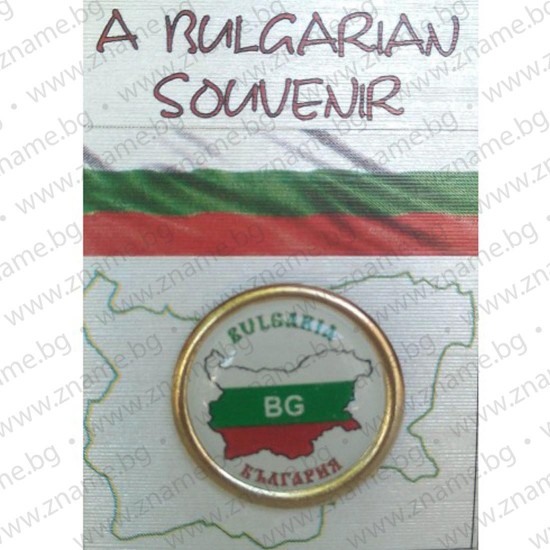 A BULGARIAN
SOUVENIR
BULGARIA
BG
БЪЛГАРИЯ
www.zname.bg